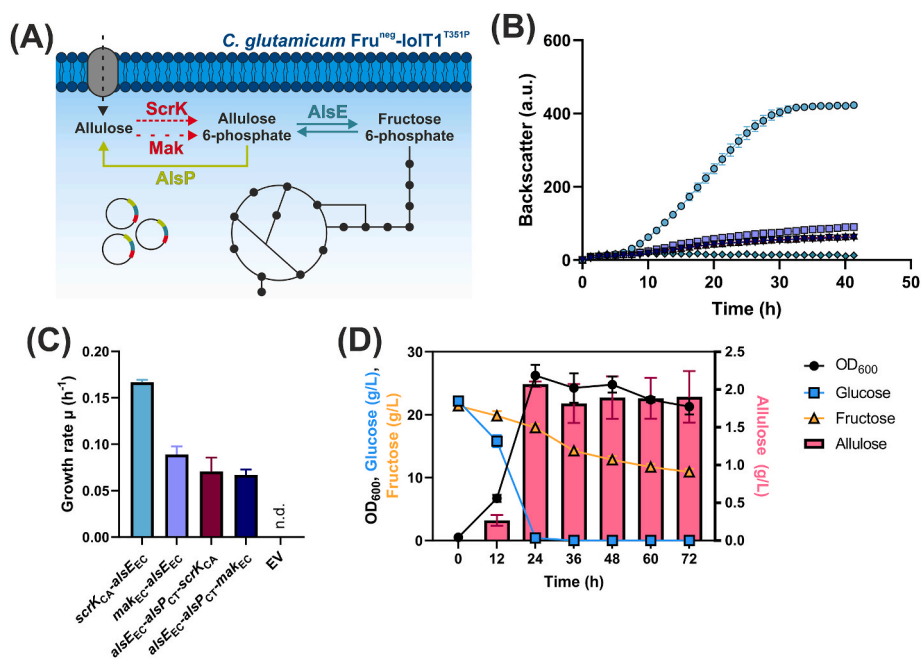 (A)
C. glutamicum Fru^neg-IolT1^T351P
Allulose
ScrK
Mak
Allulose
6-phosphate
AlsE
Fructose
6-phosphate
AlsP
(B)
Backscatter (a.u.)
600
400
200
0
0 10 20 30 40 50
Time (h)
(C)
Growth rate μ (h⁻¹)
0.20
0.15
0.10
0.05
0.00
n.d.
scrK_CA-alsE_EC
mak_EC-alsE_EC
alsE_EC-alsP_CT-scrK_CA
alsE_EC-alsP_CT-mak_EC
EV
(D)
OD₆₀₀, Glucose (g/L),
Fructose (g/L)
30
20
10
0
0 12 24 36 48 60 72
Time (h)
2.5
2.0
1.5
1.0
0.5
0.0
Allulose (g/L)
OD₆₀₀
Glucose
Fructose
Allulose